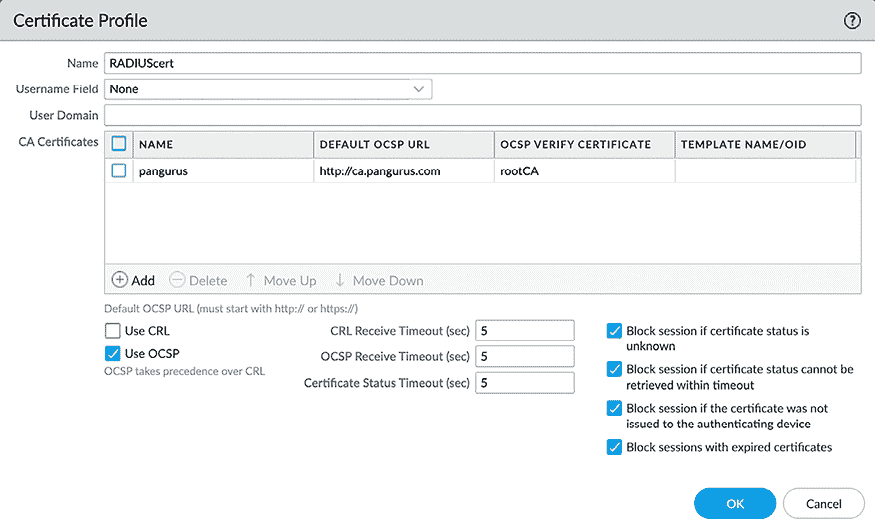 Certificate Profile
Name RADIUScert
Username Field None
User Domain
CA Certificates NAME DEFAULT OCSP URL OCSP VERIFY CERTIFICATE TEMPLATE NAME/OID
pangurus http://ca.pangurus.com rootCA
Add Delete Move Up Move Down
Default OCSP URL (must start with http:// or https://)
Use CRL CRL Receive Timeout (sec) 5 Block session if certificate status is
unknown
Use OCSP OCSP Receive Timeout (sec) 5 Block session if certificate status cannot be
OCSP takes precedence over CRL retrieved within timeout
Certificate Status Timeout (sec) 5
Block session if the certificate was not
issued to the authenticating device
Block sessions with expired certificates
OK Cancel